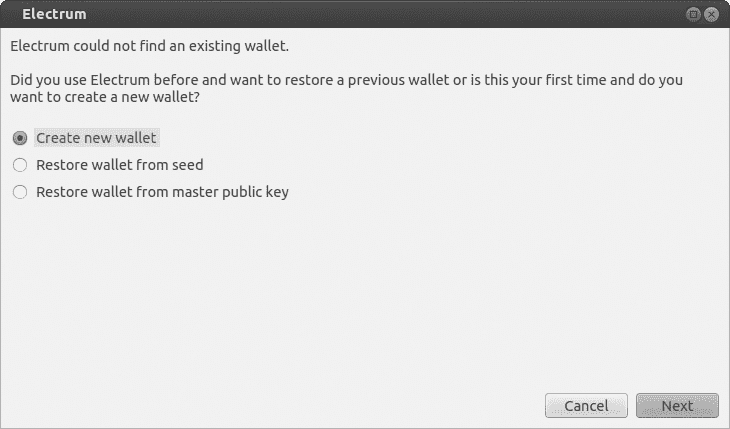 Electrum
Electrum could not find an existing wallet.
Did you use Electrum before and want to restore a previous wallet or is this your first time and do you
want to create a new wallet?
Create new wallet
Restore wallet from seed
Restore wallet from master public key
Cancel
Next